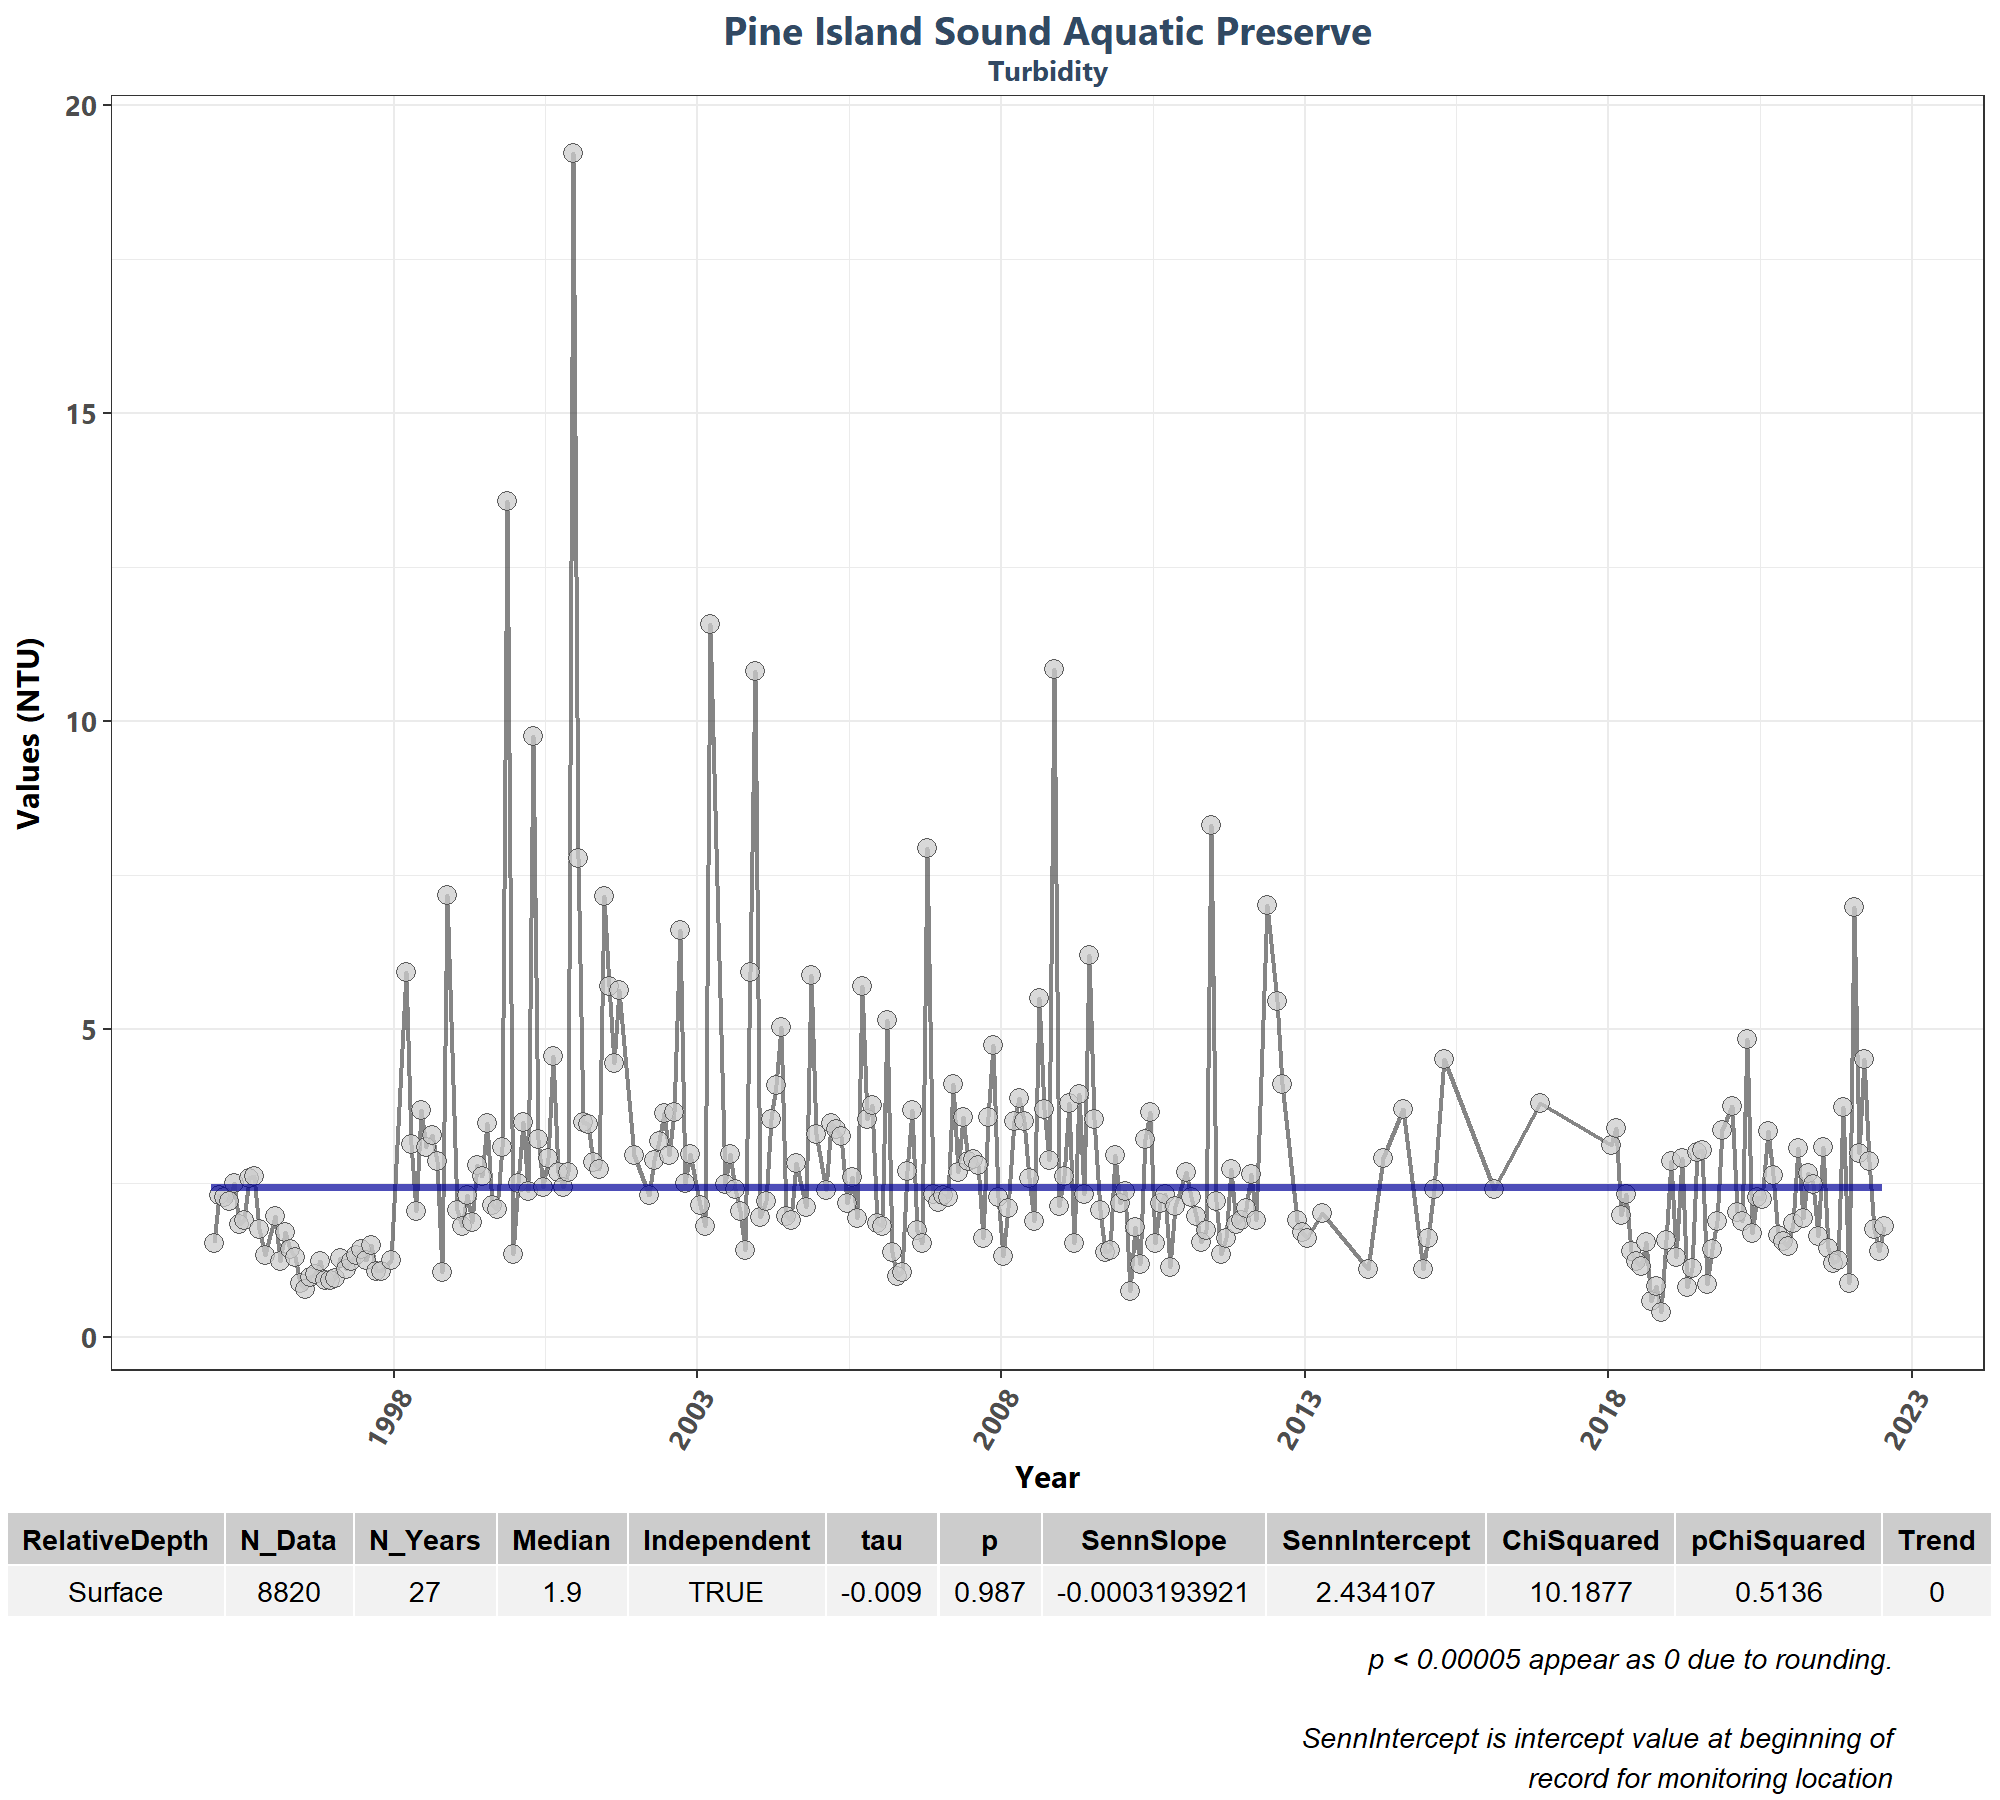 Pine Island Sound Aquatic Preserve
Turbidity
20
15
10
5
0
Values (NTU)
1998
2003
2008
2013
2018
2023
Year
RelativeDepth N_Data N_Years Median Independent tau p SennSlope SennIntercept ChiSquared pChiSquared Trend
Surface 8820 27 1.9 TRUE -0.009 0.987 -0.0003193921 2.434107 10.1877 0.5136 0
p < 0.00005 appear as 0 due to rounding.
SennIntercept is intercept value at beginning of
record for monitoring location